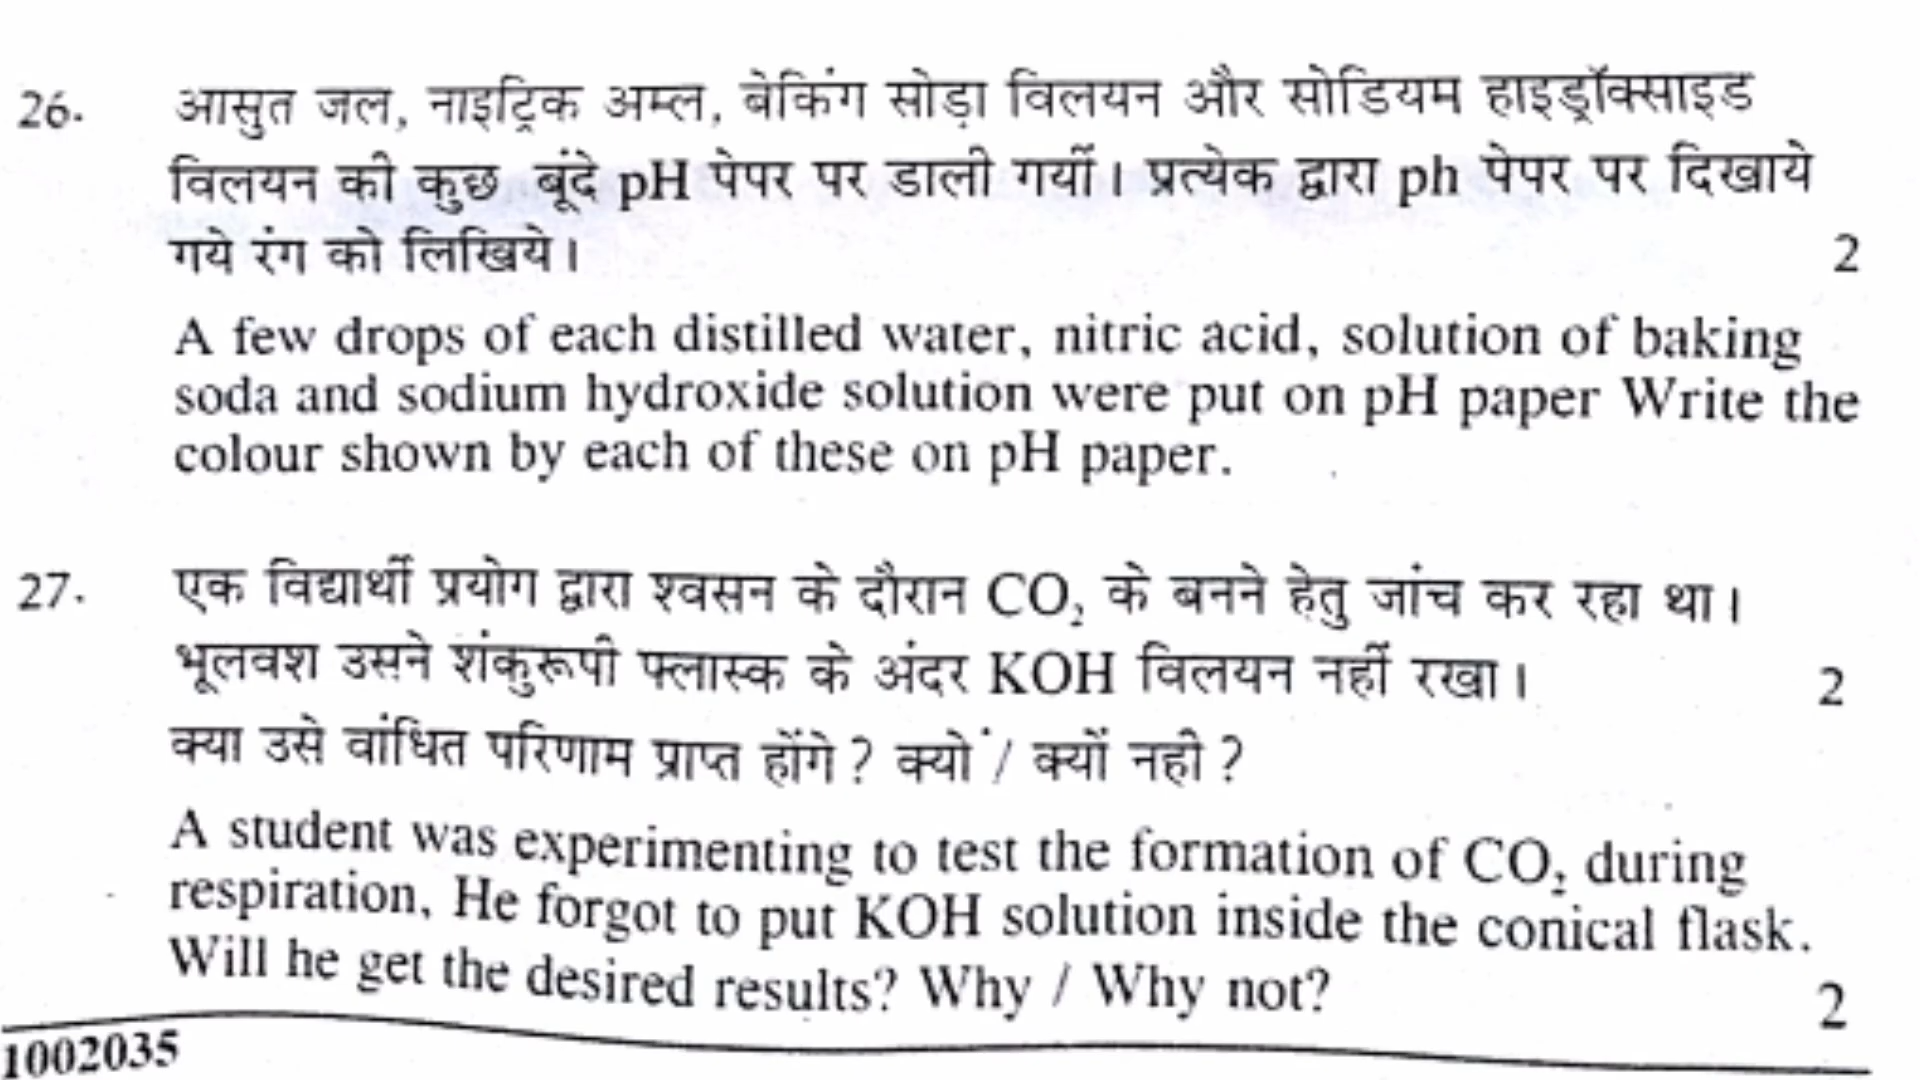 26. आसुत जल, नाइट्रिक अम्ल, बेकिंग सोड़ा विलयन और सोडियम हाइड्रॉक्साइड
विलयन की कुछ बूंदे pH पेपर पर डाली गयीं। प्रत्येक द्वारा ph पेपर पर दिखाये
गये रंग को लिखिये। 2
A few drops of each distilled water, nitric acid, solution of baking
soda and sodium hydroxide solution were put on pH paper Write the
colour shown by each of these on pH paper.
27. एक विद्यार्थी प्रयोग द्वारा श्वसन के दौरान CO₂ के बनने हेतु जांच कर रहा था।
भूलवश उसने शंकुरूपी फ्लास्क के अंदर KOH विलयन नहीं रखा। 2
क्या उसे वांधित परिणाम प्राप्त होंगे ? क्यों / क्यों नही ?
A student was experimenting to test the formation of CO₂ during
respiration. He forgot to put KOH solution inside the conical flask.
Will he get the desired results? Why / Why not? 2
1002035